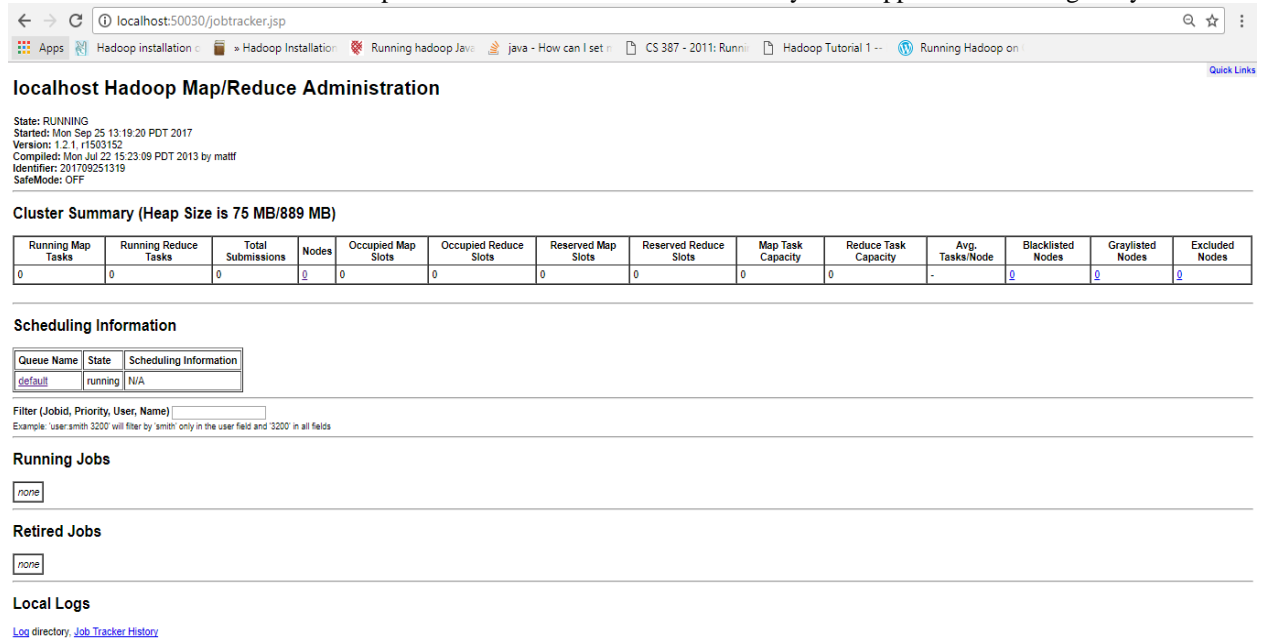 localhost:50030/jobtracker.jsp
Apps Hadoop installation » Hadoop Installation Running hadoop Java java - How can I set CS 387 - 2011: Runni Hadoop Tutorial 1 -- Running Hadoop on
Quick Links
localhost Hadoop Map/Reduce Administration
State: RUNNING
Started: Mon Sep 25 13:19:20 PDT 2017
Version: 1.2.1, r1503152
Compiled: Mon Jul 22 15:23:09 PDT 2013 by mattf
Identifier: 201709251319
SafeMode: OFF
Cluster Summary (Heap Size is 75 MB/889 MB)
Running Map Tasks Running Reduce Tasks Total Submissions Nodes Occupied Map Slots Occupied Reduce Slots Reserved Map Slots Reserved Reduce Slots Map Task Capacity Reduce Task Capacity Avg. Tasks/Node Blacklisted Nodes Graylisted Nodes Excluded Nodes
0 0 0 0 0 0 0 0 0 0 - 0 0 0
Scheduling Information
Queue Name State Scheduling Information
default running N/A
Filter (Jobid, Priority, User, Name)
Example: 'user:smith 3200' will filter by 'smith' only in the user field and '3200' in all fields
Running Jobs
none
Retired Jobs
none
Local Logs
Log directory, Job Tracker History